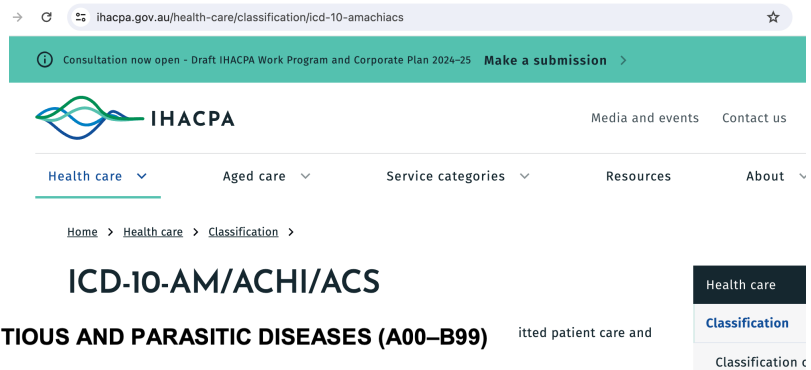 ihacpa.gov.au/health-care/classification/icd-10-amachiacs
Consultation now open - Draft IHACPA Work Program and Corporate Plan 2024–25 Make a submission >
IHACPA
Media and events Contact us
Health care Aged care Service categories Resources About
Home > Health care > Classification >
ICD-10-AM/ACHI/ACS
Health care
TIOUS AND PARASITIC DISEASES (A00–B99)
itted patient care and
Classification
Classification